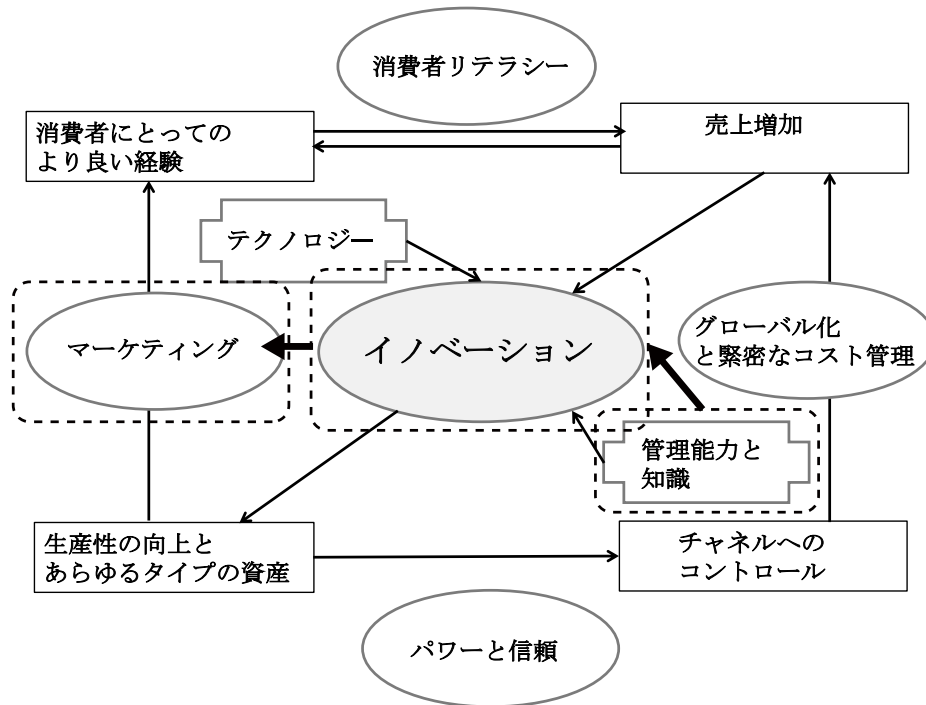 消費者リテラシー
消費者にとっての
より良い経験
売上増加
テクノロジー
マーケティング
イノベーション
グローバル化
と緊密なコスト管理
管理能力と
知識
生産性の向上と
あらゆるタイプの資産
チャネルへの
コントロール
パワーと信頼